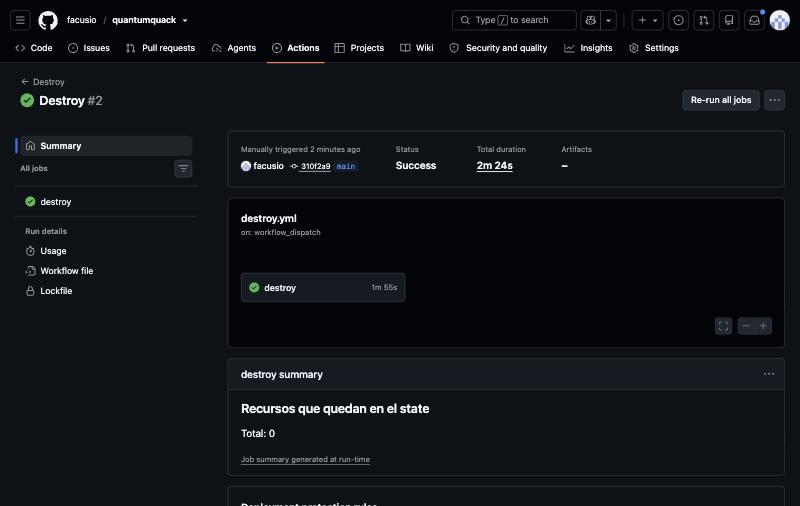 facusio / quantumquack
Type / to search
Code
Issues
Pull requests
Agents
Actions
Projects
Wiki
Security and quality
Insights
Settings
← Destroy
Destroy #2
Re-run all jobs
Summary
All jobs
destroy
Run details
Usage
Workflow file
Lockfile
Manually triggered 2 minutes ago
facusio 310f2a9 main
Status
Success
Total duration
2m 24s
Artifacts
–
destroy.yml
on: workflow_dispatch
destroy 1m 55s
destroy summary
Recursos que quedan en el state
Total: 0
Job summary generated at run-time
Deployment protection rules